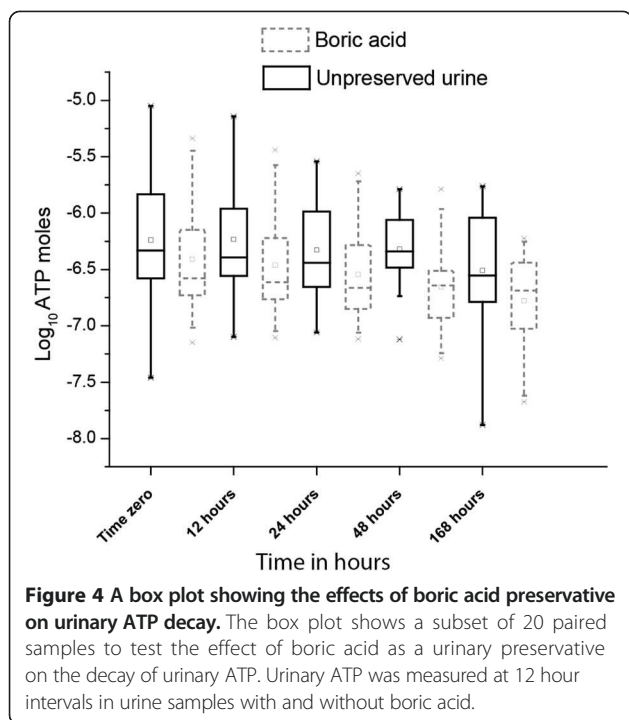 Boric acid
Unpreserved urine
-5.0
-5.5
-6.0
-6.5
-7.0
-7.5
-8.0
Log10 ATP moles
Time zero
12 hours
24 hours
48 hours
168 hours
Time in hours
Figure 4 A box plot showing the effects of boric acid preservative
on urinary ATP decay. The box plot shows a subset of 20 paired
samples to test the effect of boric acid as a urinary preservative
on the decay of urinary ATP. Urinary ATP was measured at 12 hour
intervals in urine samples with and without boric acid.